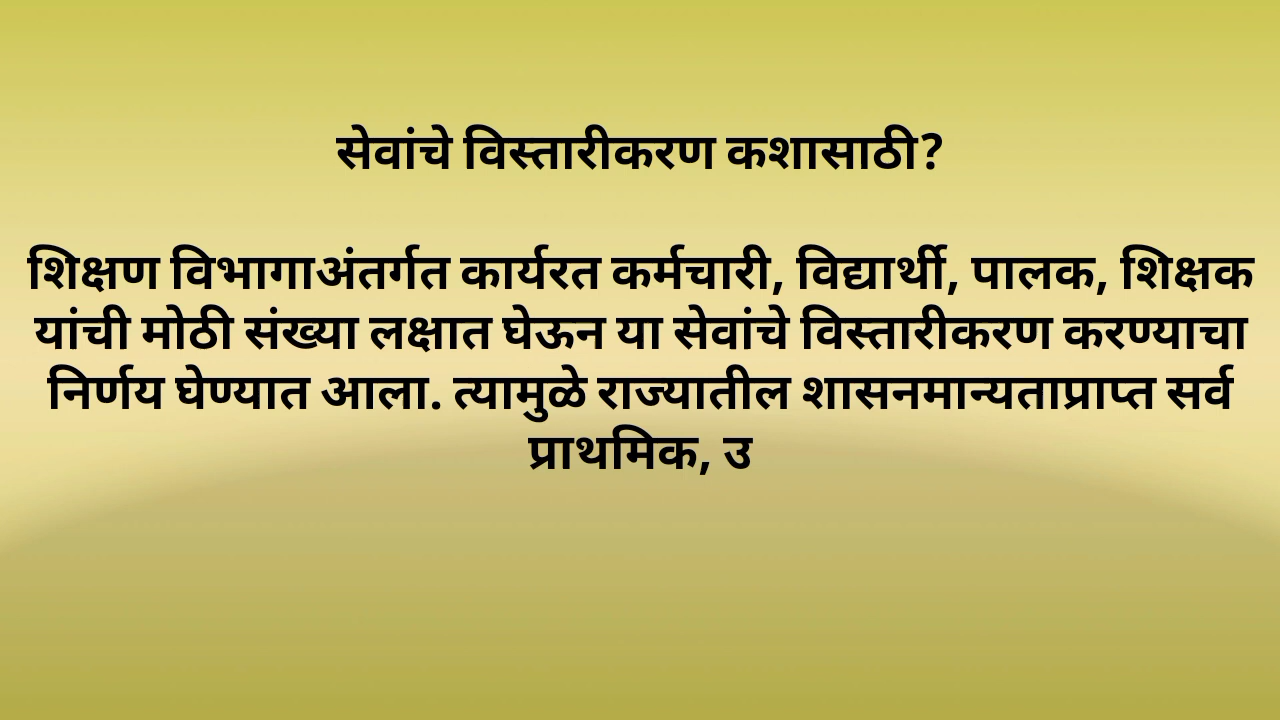 सेवांचे विस्तारीकरण कशासाठी?
शिक्षण विभागाअंतर्गत कार्यरत कर्मचारी, विद्यार्थी, पालक, शिक्षक
यांची मोठी संख्या लक्षात घेऊन या सेवांचे विस्तारीकरण करण्याचा
निर्णय घेण्यात आला. त्यामुळे राज्यातील शासनमान्यताप्राप्त सर्व
प्राथमिक, उ